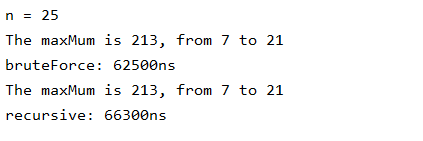 n = 25
The maxMum is 213, from 7 to 21
bruteForce: 62500ns
The maxMum is 213, from 7 to 21
recursive: 66300ns